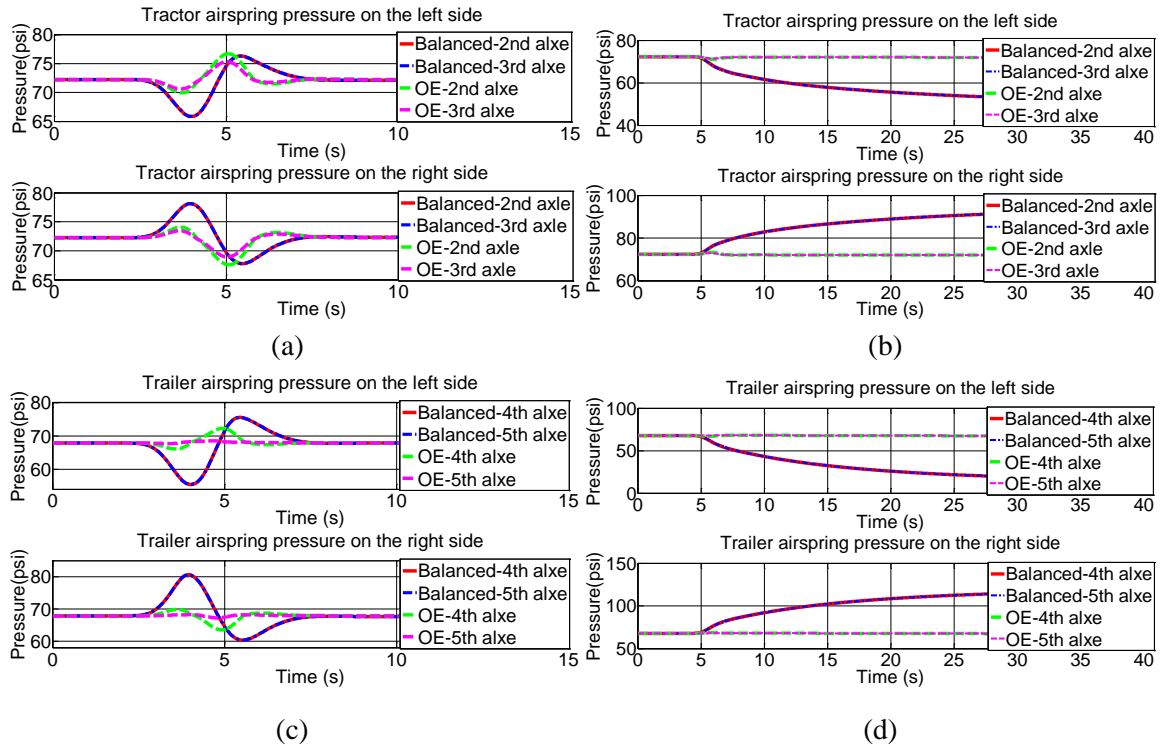 Tractor airspring pressure on the left side
80
75
70
65
Pressure(psi)
0 5 10 15
Time (s)
Balanced-2nd alxe
Balanced-3rd alxe
OE-2nd alxe
OE-3rd alxe
Tractor airspring pressure on the right side
80
75
70
65
Pressure(psi)
0 5 10 15
Time (s)
Balanced-2nd axle
Balanced-3rd axle
OE-2nd axle
OE-3rd axle
(a)
Tractor airspring pressure on the left side
80
60
40
Pressure(psi)
0 5 10 15 20 25 30 35 40
Time (s)
Balanced-2nd alxe
Balanced-3rd alxe
OE-2nd alxe
OE-3rd alxe
Tractor airspring pressure on the right side
100
80
60
Pressure(psi)
0 5 10 15 20 25 30 35 40
Time (s)
Balanced-2nd axle
Balanced-3rd axle
OE-2nd axle
OE-3rd axle
(b)
Trailer airspring pressure on the left side
80
70
60
Pressure(psi)
0 5 10 15
Time (s)
Balanced-4th alxe
Balanced-5th alxe
OE-4th alxe
OE-5th alxe
Trailer airspring pressure on the right side
80
70
60
Pressure(psi)
0 5 10 15
Time (s)
Balanced-4th alxe
Balanced-5th alxe
OE-4th alxe
OE-5th alxe
(c)
Trailer airspring pressure on the left side
100
50
0
Pressure(psi)
0 5 10 15 20 25 30 35 40
Time (s)
Balanced-4th alxe
Balanced-5th alxe
OE-4th alxe
OE-5th alxe
Trailer airspring pressure on the right side
150
100
50
Pressure(psi)
0 5 10 15 20 25 30 35 40
Time (s)
Balanced-4th alxe
Balanced-5th alxe
OE-4th alxe
OE-5th alxe
(d)